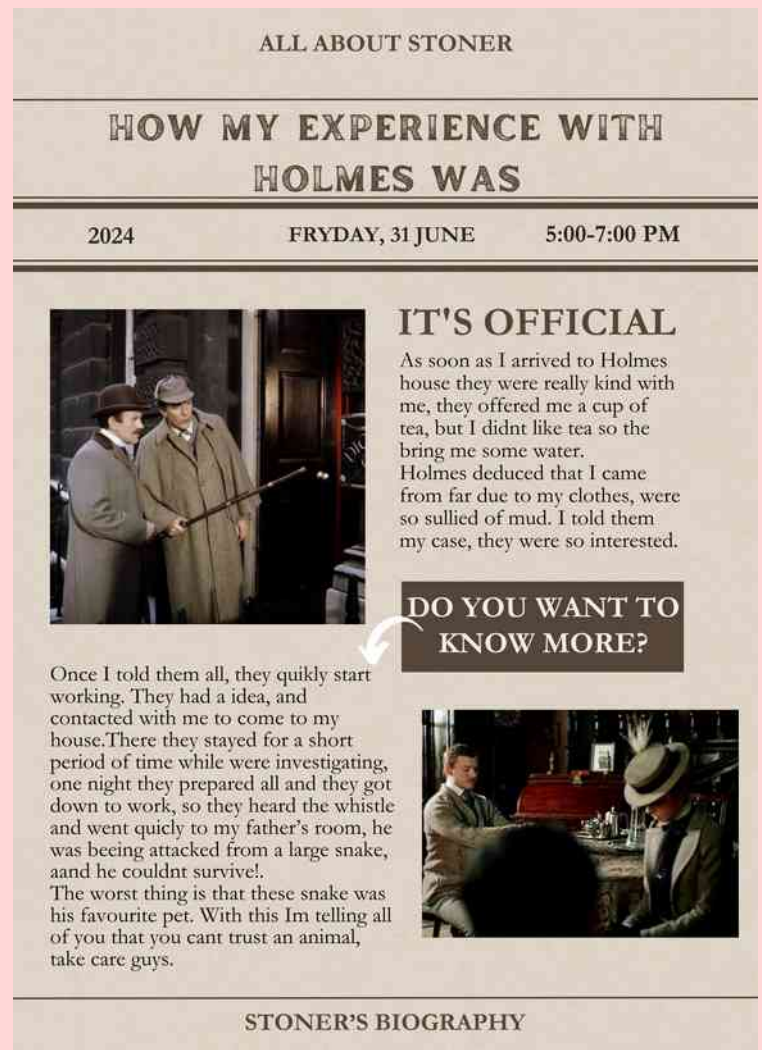 ALL ABOUT STONER
HOW MY EXPERIENCE WITH
HOLMES WAS
2024
FRYDAY, 31 JUNE
5:00-7:00 PM
IT'S OFFICIAL
As soon as I arrived to Holmes
house they were really kind with
me, they offered me a cup of
tea, but I didnt like tea so the
bring me some water.
Holmes deduced that I came
from far due to my clothes, were
so sullied of mud. I told them
my case, they were so interested.
DO YOU WANT TO
KNOW MORE?
Once I told them all, they quikly start
working. They had a idea, and
contacted with me to come to my
house.There they stayed for a short
period of time while were investigating,
one night they prepared all and they got
down to work, so they heard the whistle
and went quicly to my father's room, he
was beeing attacked from a large snake,
aand he couldnt survive!.
The worst thing is that these snake was
his favourite pet. With this Im telling all
of you that you cant trust an animal,
take care guys.
STONER'S BIOGRAPHY